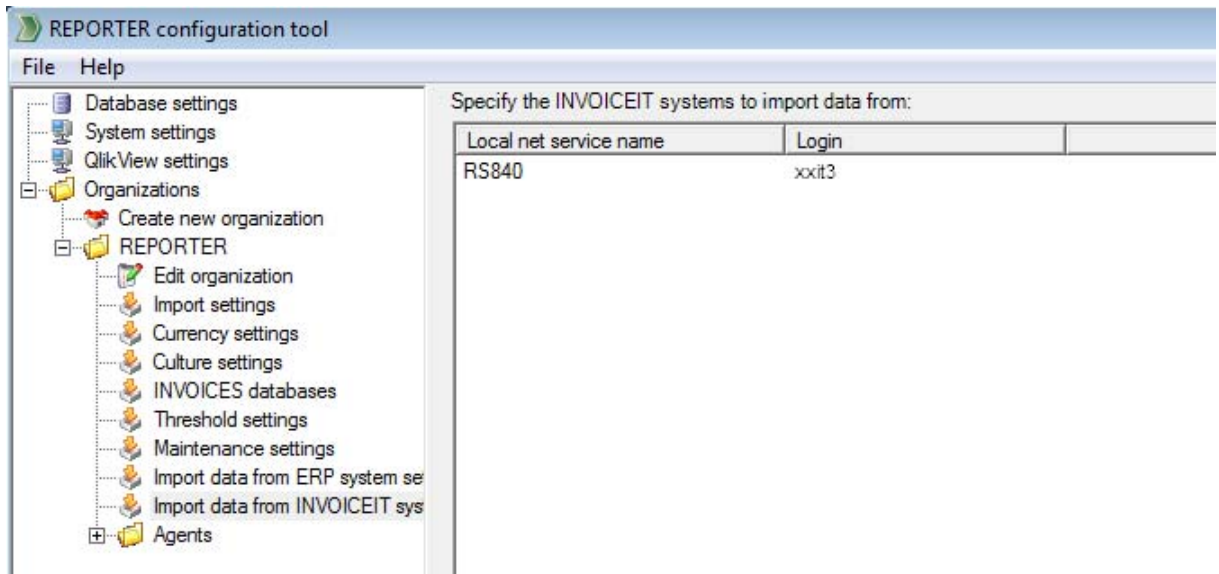 REPORTER configuration tool
File Help
Database settings
System settings
QlikView settings
Organizations
Create new organization
REPORTER
Edit organization
Import settings
Currency settings
Culture settings
INVOICES databases
Threshold settings
Maintenance settings
Import data from ERP system set
Import data from INVOICEIT sys
Agents
Specify the INVOICEIT systems to import data from:
Local net service name Login
RS840 xxit3